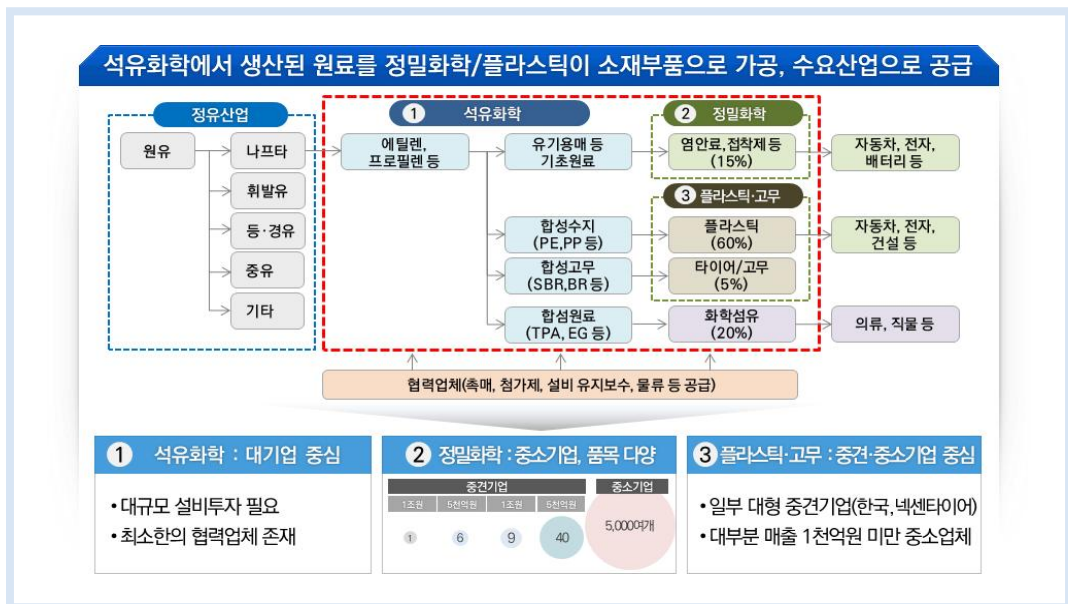 석유화학에서 생산된 원료를 정밀화학/플라스틱이 소재부품으로 가공, 수요산업으로 공급
정유산업
원유
나프타
휘발유
등·경유
중유
기타
1 석유화학
에틸렌,
프로필렌 등
유기용매 등
기초원료
합성수지
(PE,PP 등)
합성고무
(SBR,BR 등)
합섬원료
(TPA, EG 등)
2 정밀화학
염안료,접착제 등
(15%)
3 플라스틱·고무
플라스틱
(60%)
타이어/고무
(5%)
화학섬유
(20%)
자동차, 전자,
배터리 등
자동차, 전자,
건설 등
의류, 직물 등
협력업체(촉매, 첨가제, 설비 유지보수, 물류 등 공급)
1 석유화학 : 대기업 중심
• 대규모 설비투자 필요
• 최소한의 협력업체 존재
2 정밀화학 : 중소기업, 품목 다양
중견기업
중소기업
1조원 5천억원 1조원 5천억원
1 6 9 40
5,000여개
3 플라스틱·고무 : 중견·중소기업 중심
• 일부 대형 중견기업(한국,넥센타이어)
• 대부분 매출 1천억원 미만 중소업체